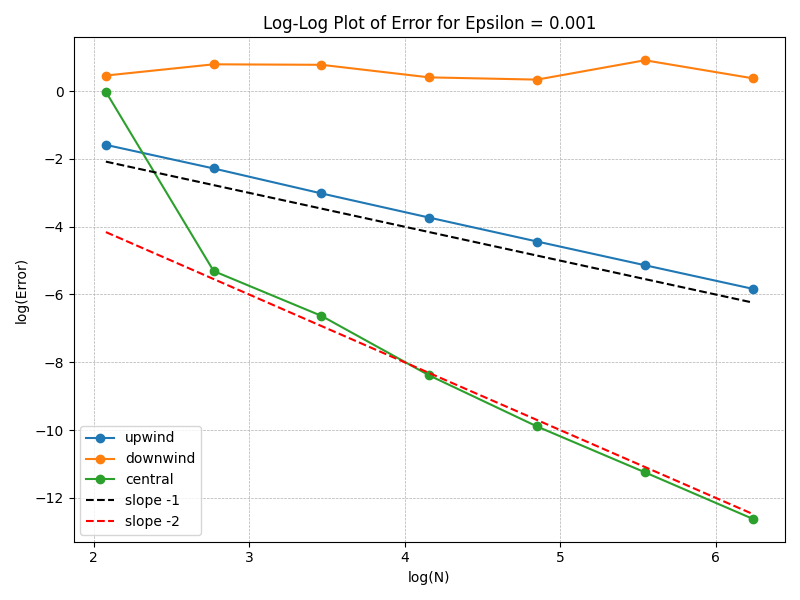 Log-Log Plot of Error for Epsilon = 0.001
log(Error)
0
−2
−4
−6
−8
−10
−12
upwind
downwind
central
slope -1
slope -2
2
3
4
5
6
log(N)